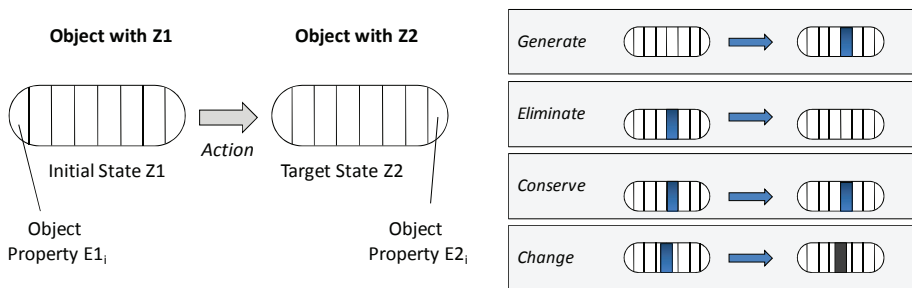 Object with Z1
Object with Z2
Action
Initial State Z1
Target State Z2
Object
Property E1i
Object
Property E2i
Generate
Eliminate
Conserve
Change